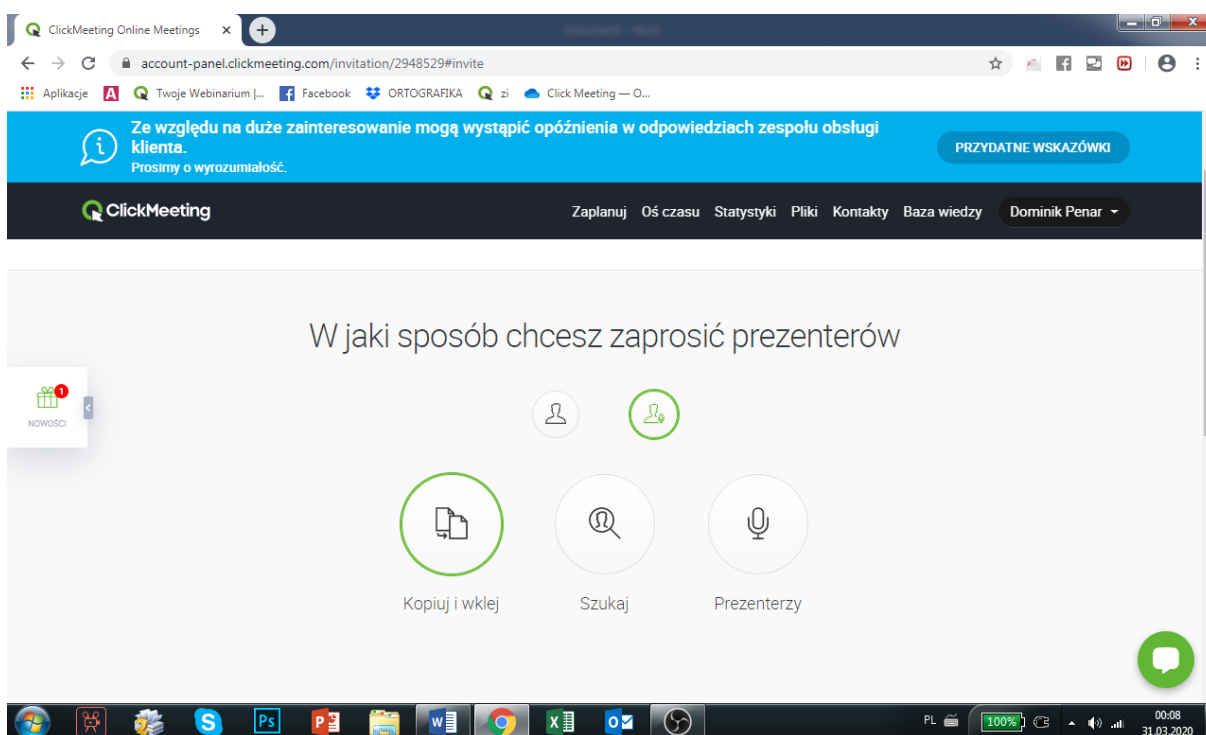 ClickMeeting Online Meetings
account-panel.clickmeeting.com/invitation/2948529#invite
Aplikacje
Twoje Webinarium |...
Facebook
ORTOGRAFIKA
zi
Click Meeting — O...
Ze względu na duże zainteresowanie mogą wystąpić opóźnienia w odpowiedziach zespołu obsługi
klienta.
Prosimy o wyrozumiałość.
PRZYDATNE WSKAZÓWKI
ClickMeeting
Zaplanuj Oś czasu Statystyki Pliki Kontakty Baza wiedzy Dominik Penar
W jaki sposób chcesz zaprosić prezenterów
1
NOWOŚCI
Kopiuj i wklej
Szukaj
Prezenterzy
PL
100%
00:08
31.03.2020